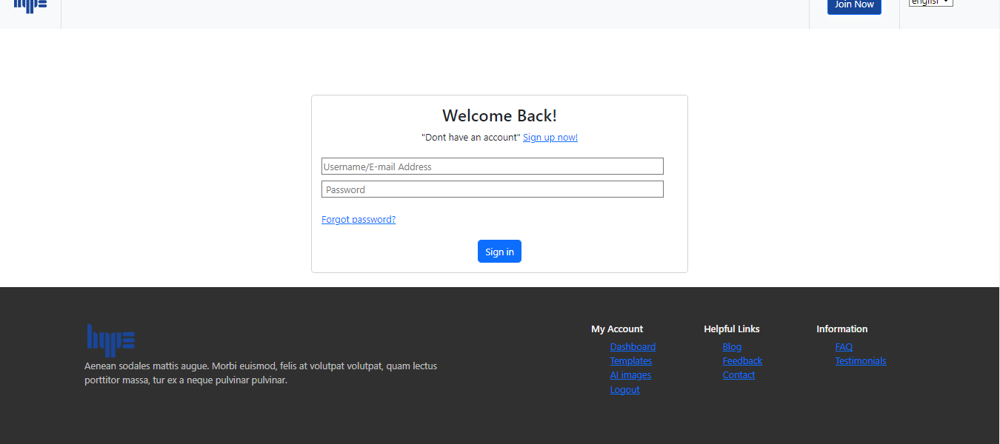 hype
Join Now
english
Welcome Back!
"Dont have an account" Sign up now!
Username/E-mail Address
Password
Forgot password?
Sign in
hype
My Account
Helpful Links
Information
Dashboard
Blog
FAQ
Templates
Feedback
Testimonials
AI images
Contact
Logout
Aenean sodales mattis augue. Morbi euismod, felis at volutpat volutpat, quam lectus
porttitor massa, tur ex a neque pulvinar pulvinar.